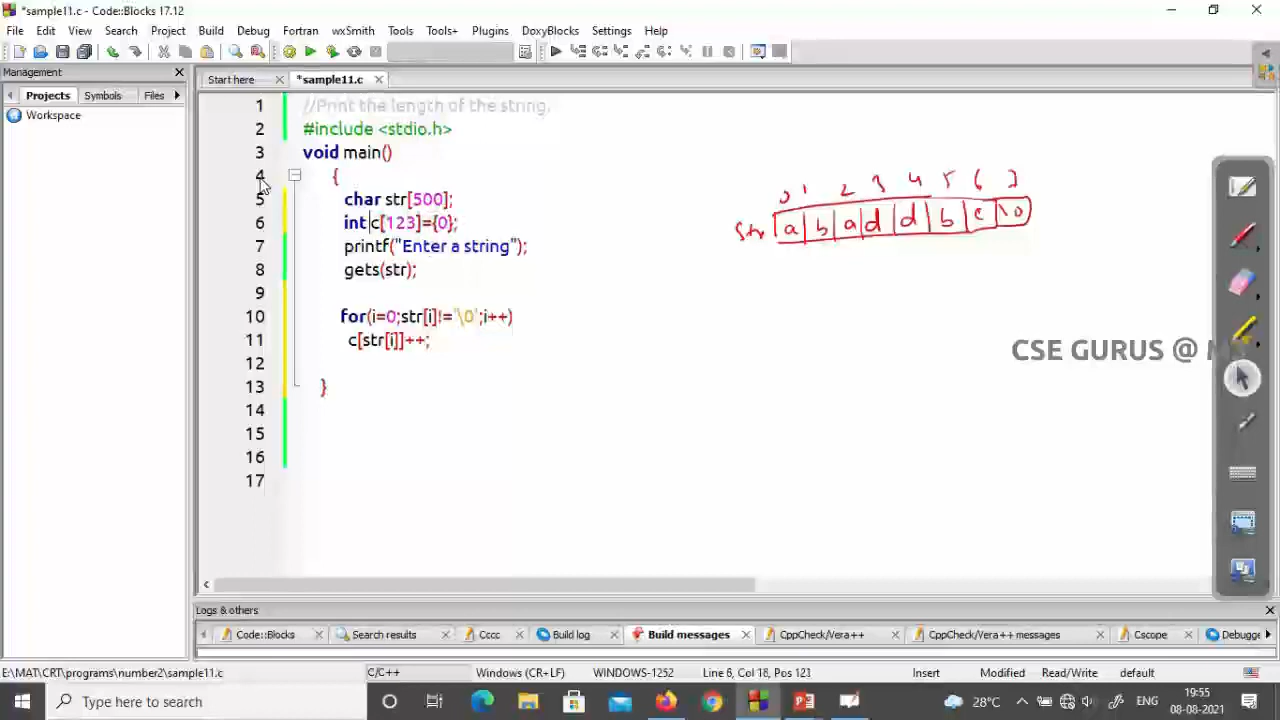 *sample11.c - Code::Blocks 17.12
File Edit View Search Project Build Debug Fortran wxSmith Tools Tools+ Plugins DoxyBlocks Settings Help
Management
Projects Symbols Files
Workspace
Start here *sample11.c
1 //Print the length of the string.
2 #include <stdio.h>
3 void main()
4 {
5 char str[500];
6 int c[123]={0};
7 printf("Enter a string");
8 gets(str);
9
10 for(i=0;str[i]!='\0';i++)
11 c[str[i]]++;
12
13 }
14
15
16
17
0 1 2 3 4 5 6 7
str a b a d d b c \0
CSE GURUS @ M
Logs & others
Code::Blocks Search results Cccc Build log Build messages CppCheck/Vera++ CppCheck/Vera++ messages Cscope Debugge
E:\MAT\CRT\programs\number2\sample11.c C/C++ Windows (CR+LF) WINDOWS-1252 Line 6, Col 18, Pos 123 Insert Modified Read/Write default
Type here to search
28°C ENG
19:55
08-08-2021